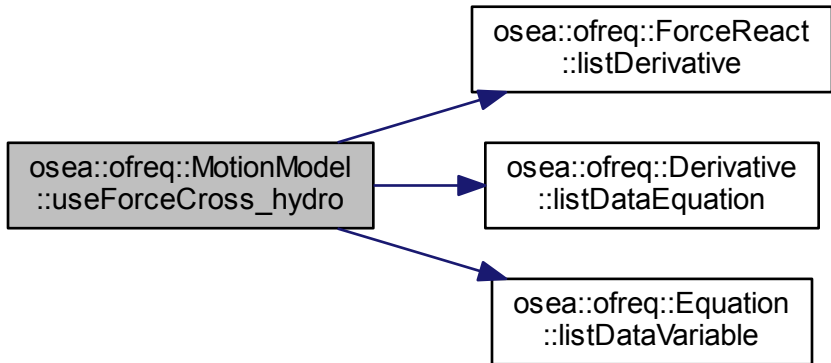 osea::ofreq::MotionModel
::useForceCross_hydro
osea::ofreq::ForceReact
::listDerivative
osea::ofreq::Derivative
::listDataEquation
osea::ofreq::Equation
::listDataVariable